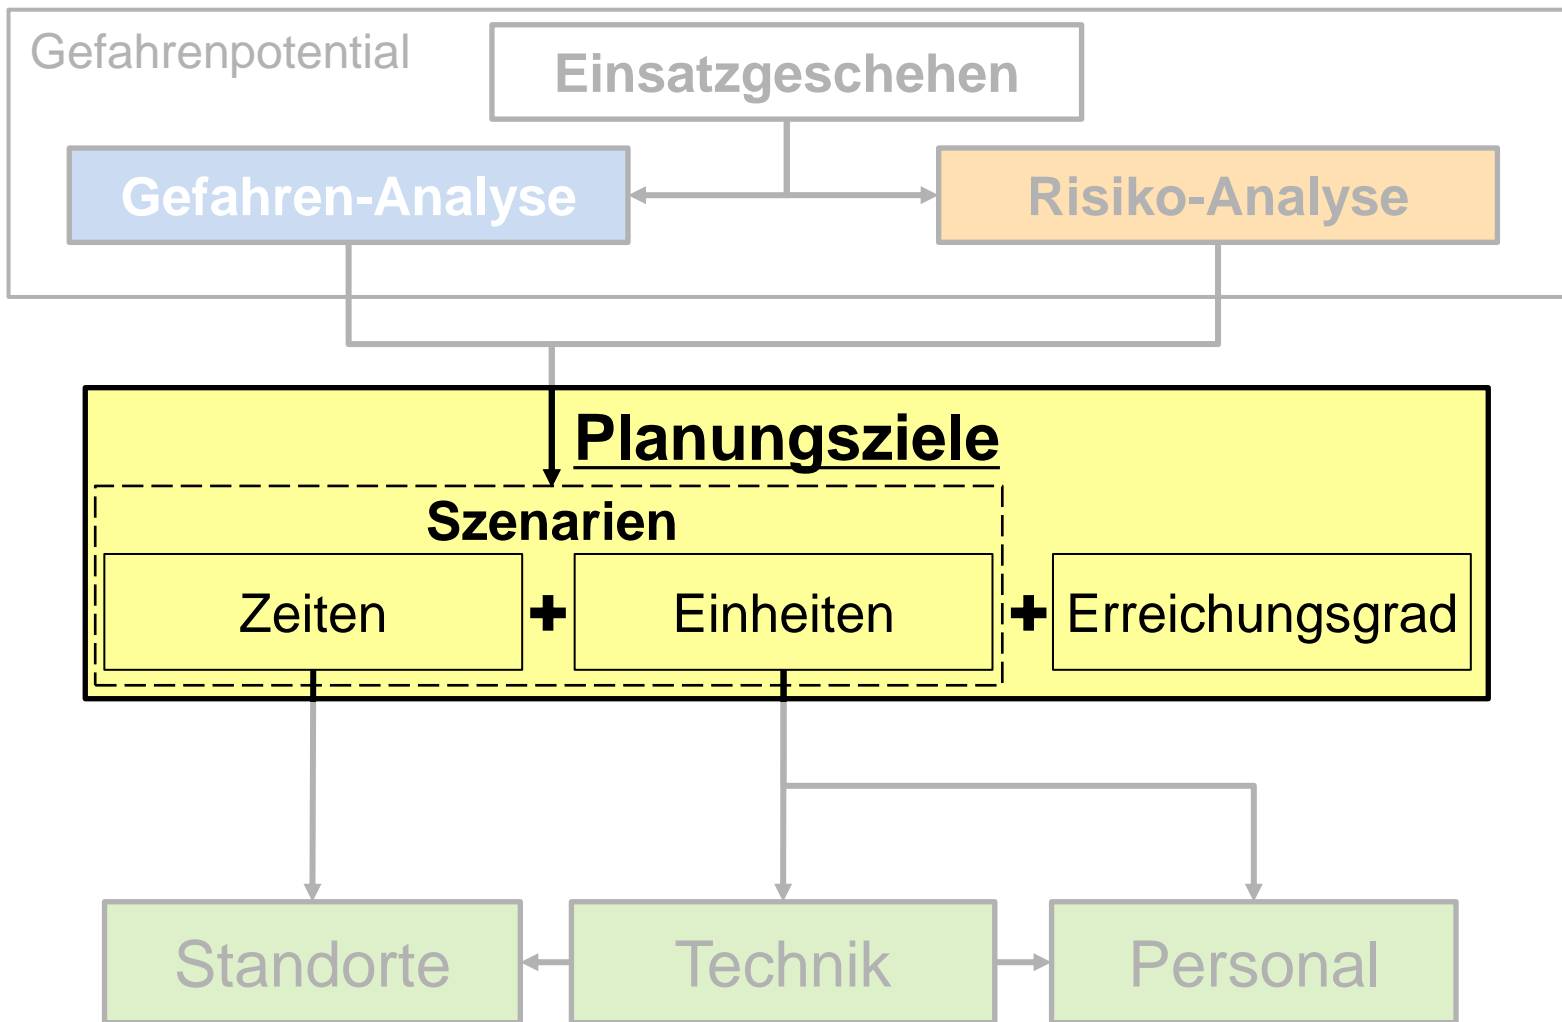 Gefahrenpotential
Einsatzgeschehen
Gefahren-Analyse
Risiko-Analyse
Planungsziele
Szenarien
Zeiten + Einheiten + Erreichungsgrad
Standorte
Technik
Personal